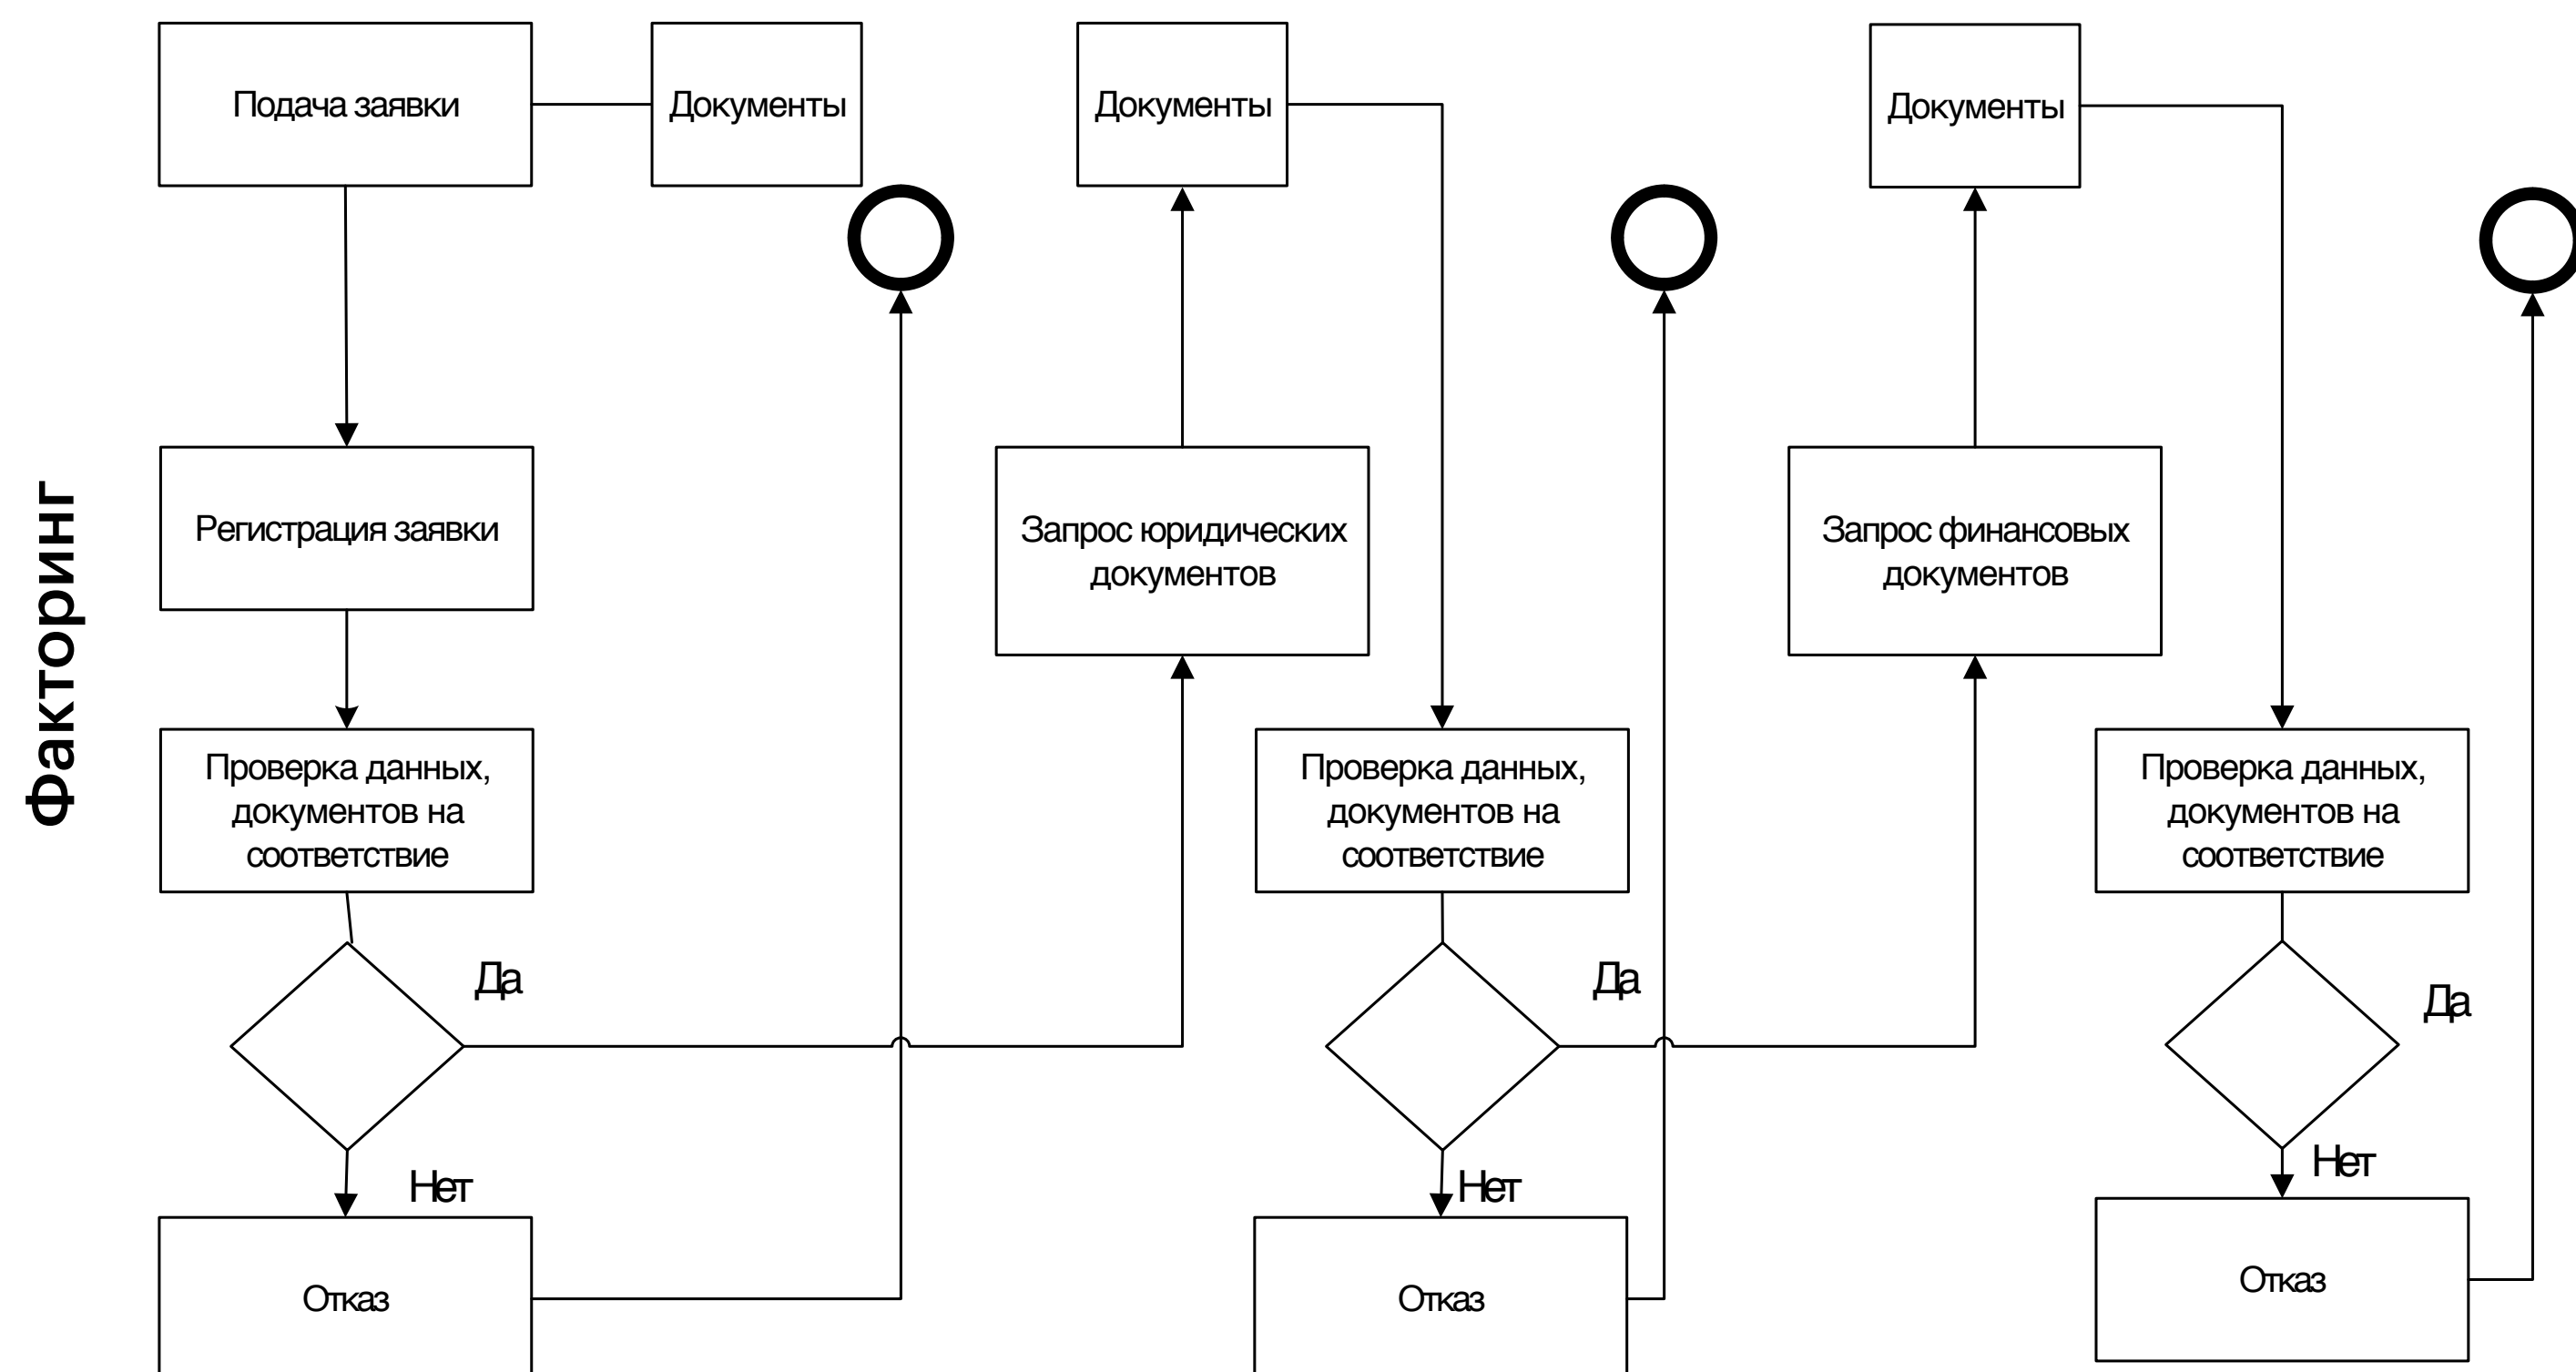 Факторинг
Подача заявки
Документы
Документы
Документы
Регистрация заявки
Запрос юридических
документов
Запрос финансовых
документов
Проверка данных,
документов на
соответствие
Проверка данных,
документов на
соответствие
Проверка данных,
документов на
соответствие
Да
Да
Да
Нет
Нет
Нет
Отказ
Отказ
Отказ